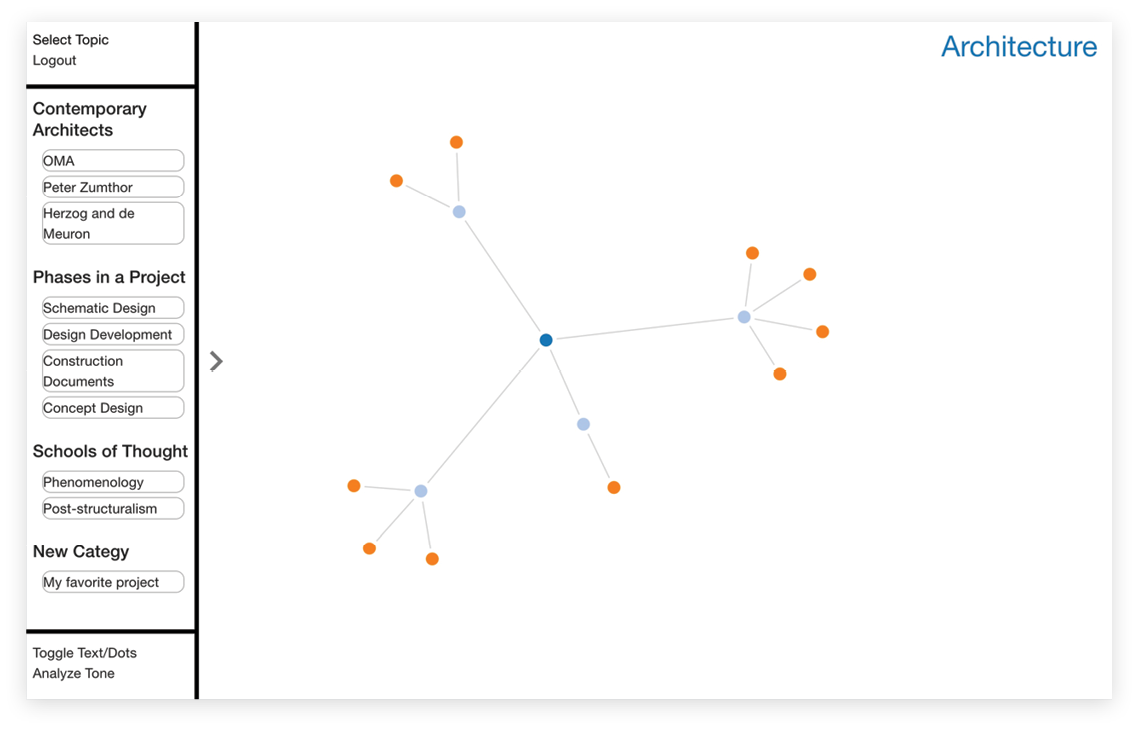 Select Topic
Logout
Architecture
Contemporary
Architects
OMA
Peter Zumthor
Herzog and de
Meuron
Phases in a Project
Schematic Design
Design Development
Construction
Documents
Concept Design
Schools of Thought
Phenomenology
Post-structuralism
New Categy
My favorite project
Toggle Text/Dots
Analyze Tone